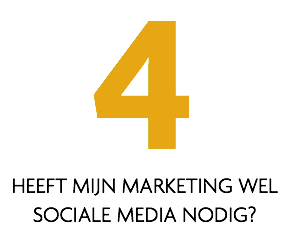 4
HEEFT MIJN MARKETING WEL
SOCIALE MEDIA NODIG?